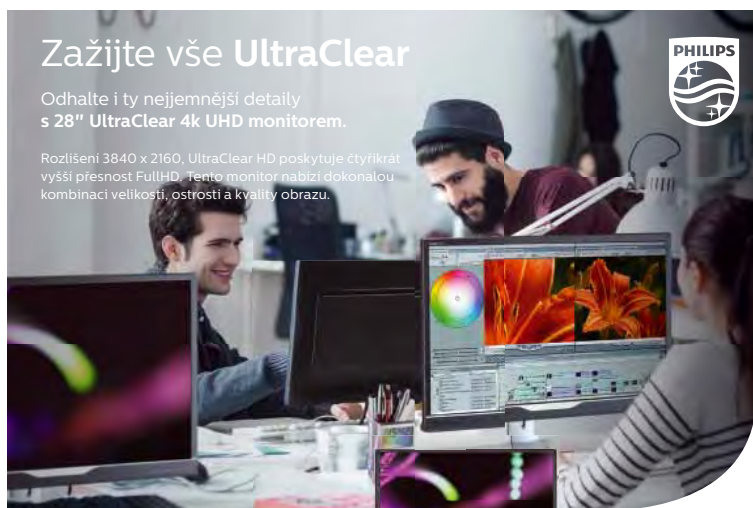 Zažijte vše UltraClear
PHILIPS
Odhalte i ty nejjemnější detaily
s 28" UltraClear 4k UHD monitorem.
Rozlišení 3840 x 2160, UltraClear HD poskytuje čtyřikrát
vyšší přesnost FullHD. Tento monitor nabízí dokonalou
kombinaci velikosti, ostrosti a kvality obrazu.